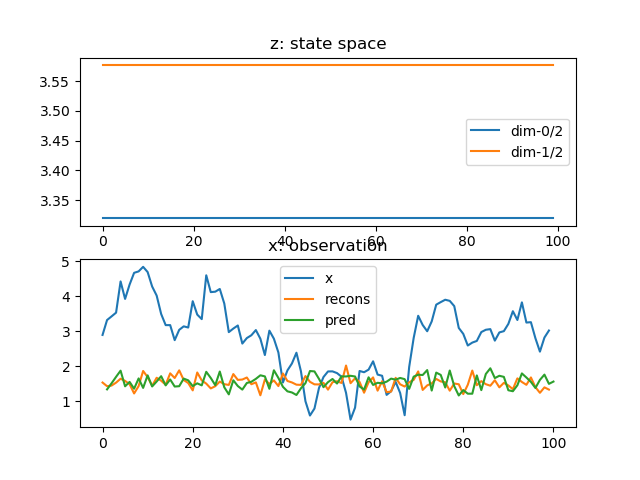 z: state space
3.55
3.50
3.45
3.40
3.35
dim-0/2
dim-1/2
0 20 40 60 80 100
x: observation
5
4
3
2
1
x
recons
pred
0 20 40 60 80 100